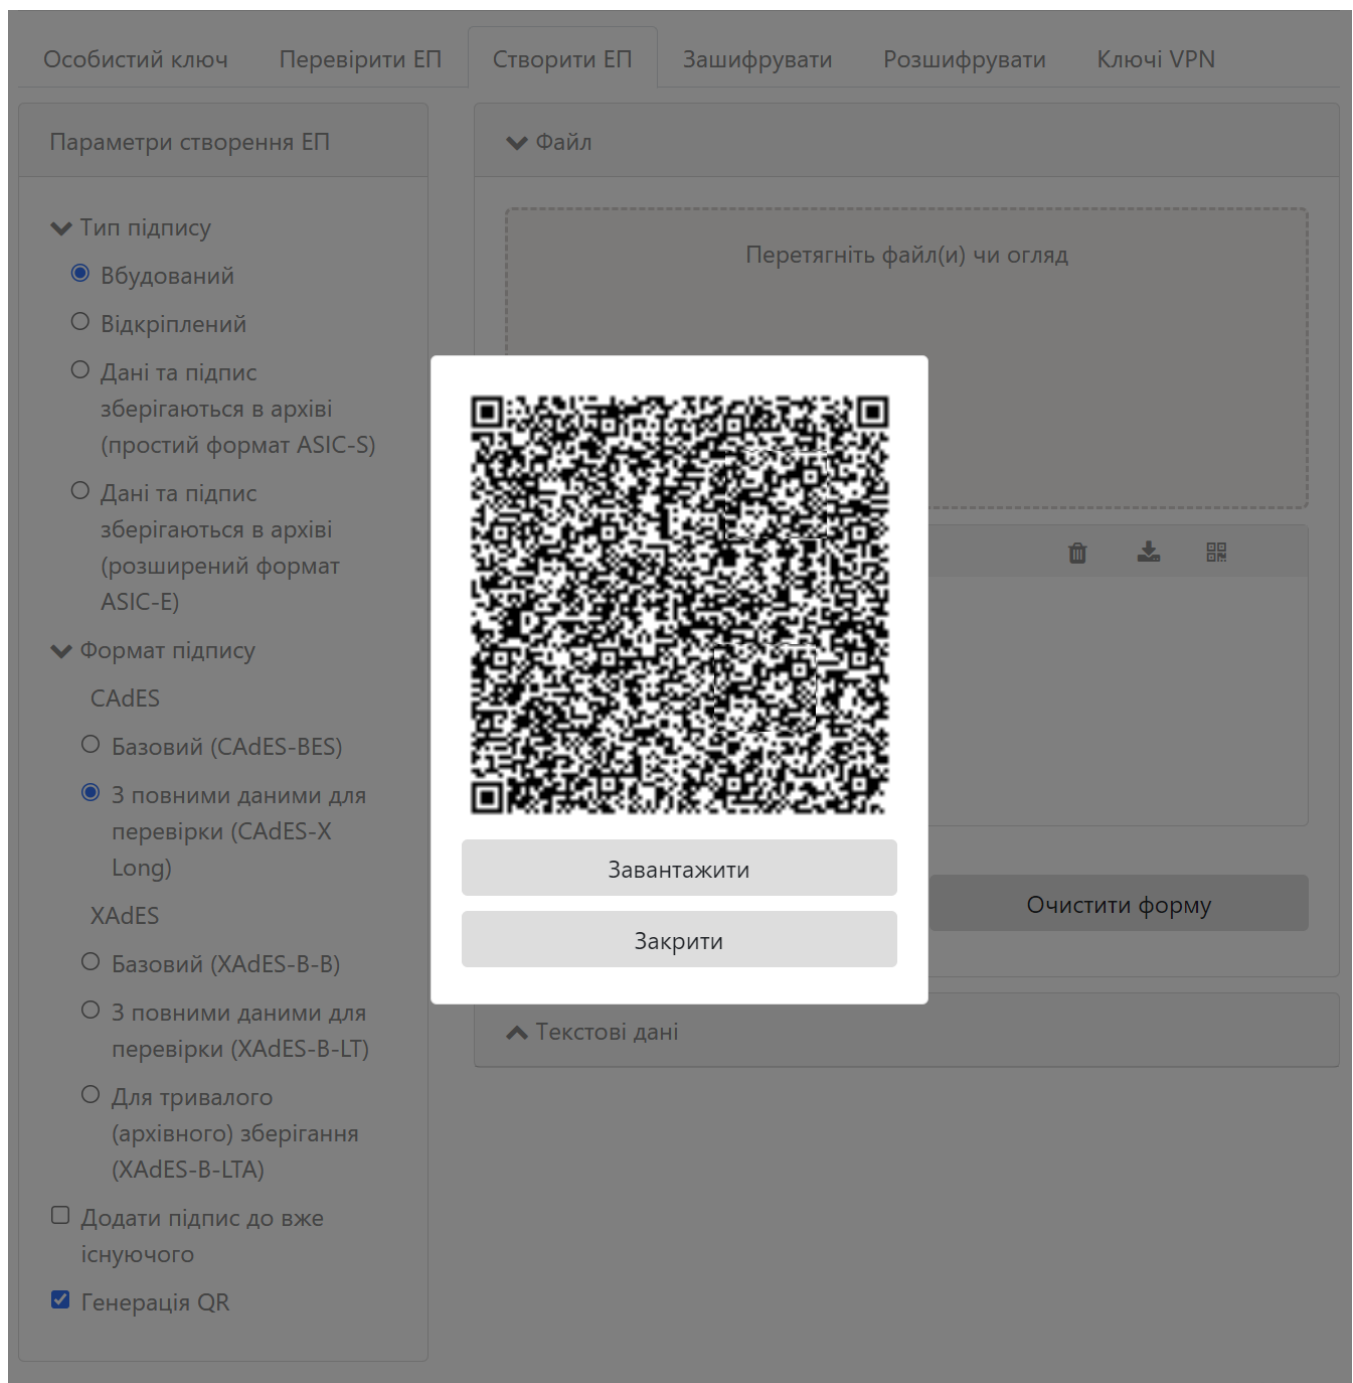 Особистий ключ
Перевірити ЕП
Створити ЕП
Зашифрувати
Розшифрувати
Ключі VPN
Параметри створення ЕП
Тип підпису
Вбудований
Відкріплений
Дані та підпис
зберігаються в архіві
(простий формат ASIC-S)
Дані та підпис
зберігаються в архіві
(розширений формат
ASIC-E)
Формат підпису
CAdES
Базовий (CAdES-BES)
З повними даними для
перевірки (CAdES-X
Long)
XAdES
Базовий (XAdES-B-B)
З повними даними для
перевірки (XAdES-B-LT)
Для тривалого
(архівного) зберігання
(XAdES-B-LTA)
Додати підпис до вже
існуючого
Генерація QR
Файл
Перетягніть файл(и) чи огляд
Завантажити
Закрити
Очистити форму
Текстові дані